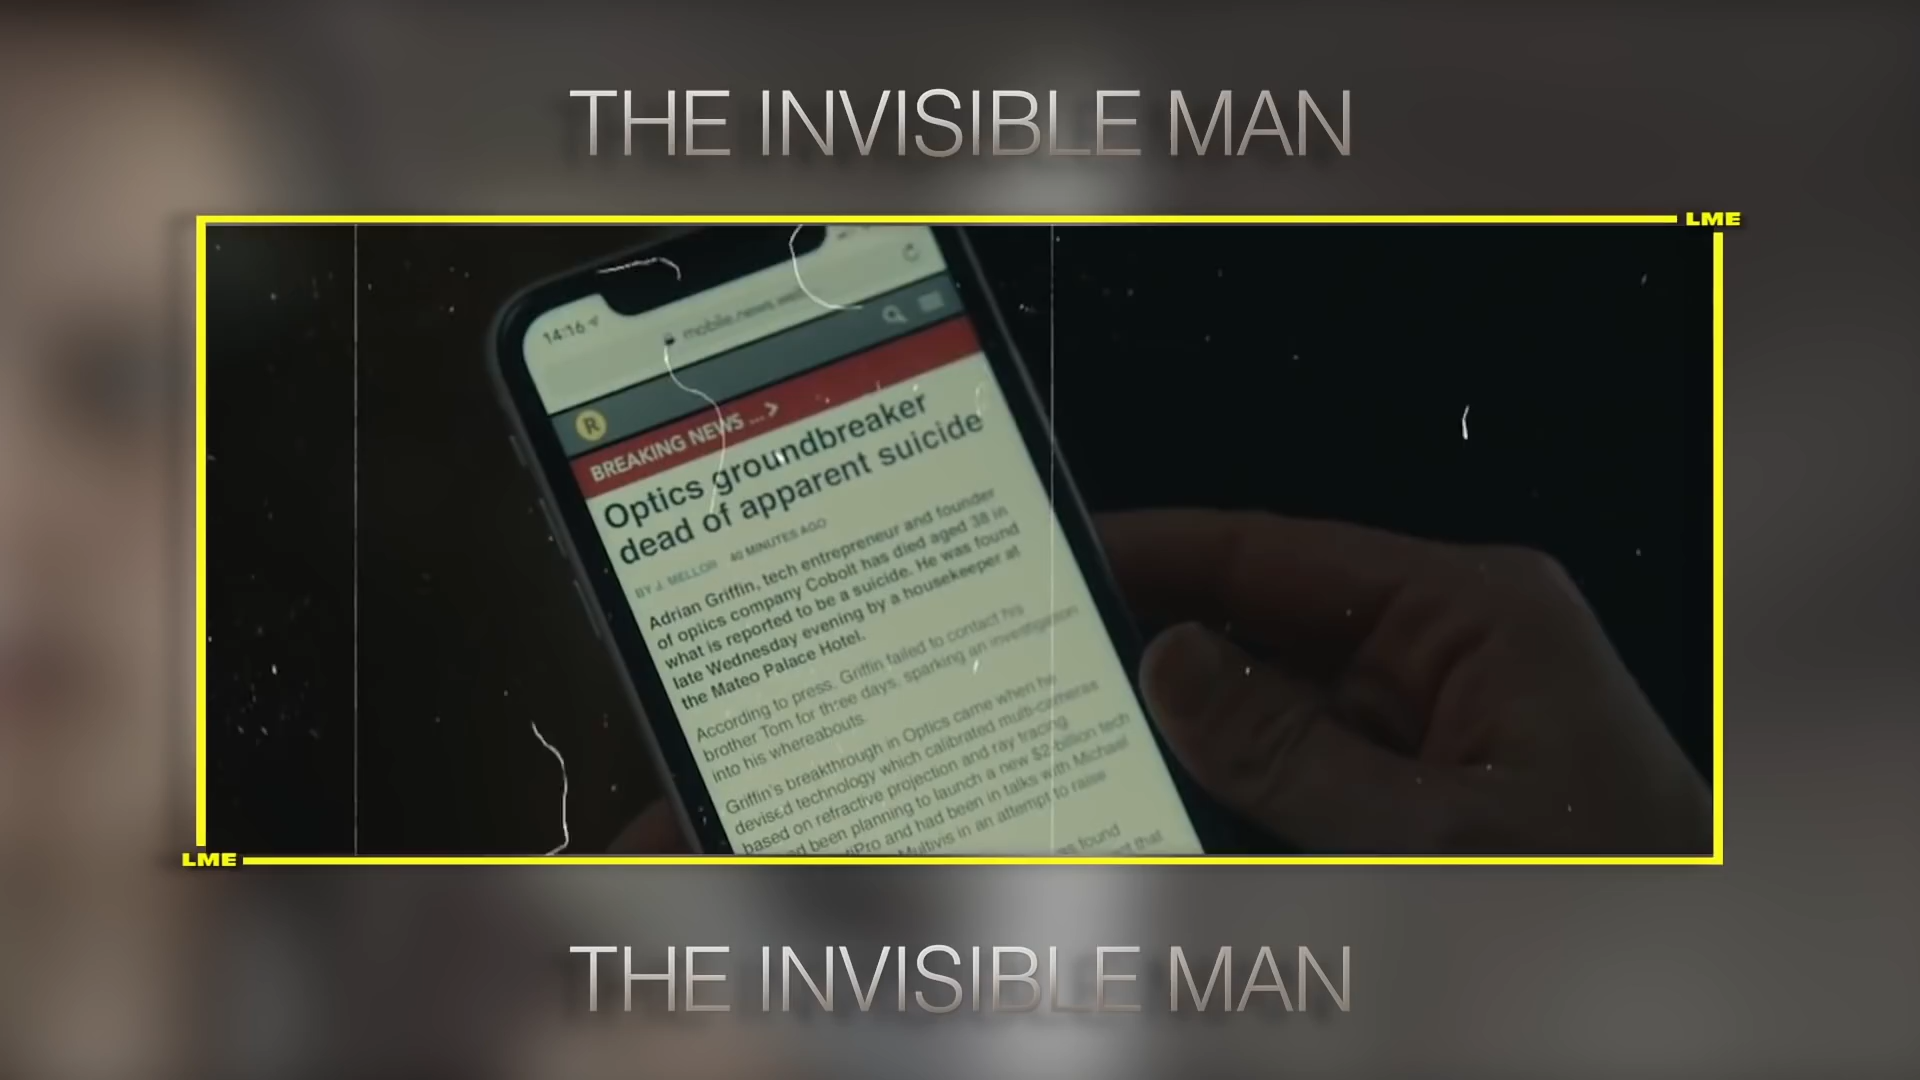 THE INVISIBLE MAN
LME
14:16
mobile.news.
R
BREAKING NEWS ... >
Optics groundbreaker
dead of apparent suicide
BY J. MELLOR 40 MINUTES AGO
Adrian Griffin, tech entrepreneur and founder
of optics company Cobolt has died aged 38 in
what is reported to be a suicide. He was found
late Wednesday evening by a housekeeper at
the Mateo Palace Hotel.
According to press, Griffin failed to contact his
brother Tom for three days, sparking an investigation
into his whereabouts.
Griffin's breakthrough in Optics came when he
devised technology which calibrated multi-cameras
based on refractive projection and ray tracing.
had been planning to launch a new $2-billion tech
and had been in talks with Michael
Multivis in an attempt to raise
was found
that
LME
THE INVISIBLE MAN